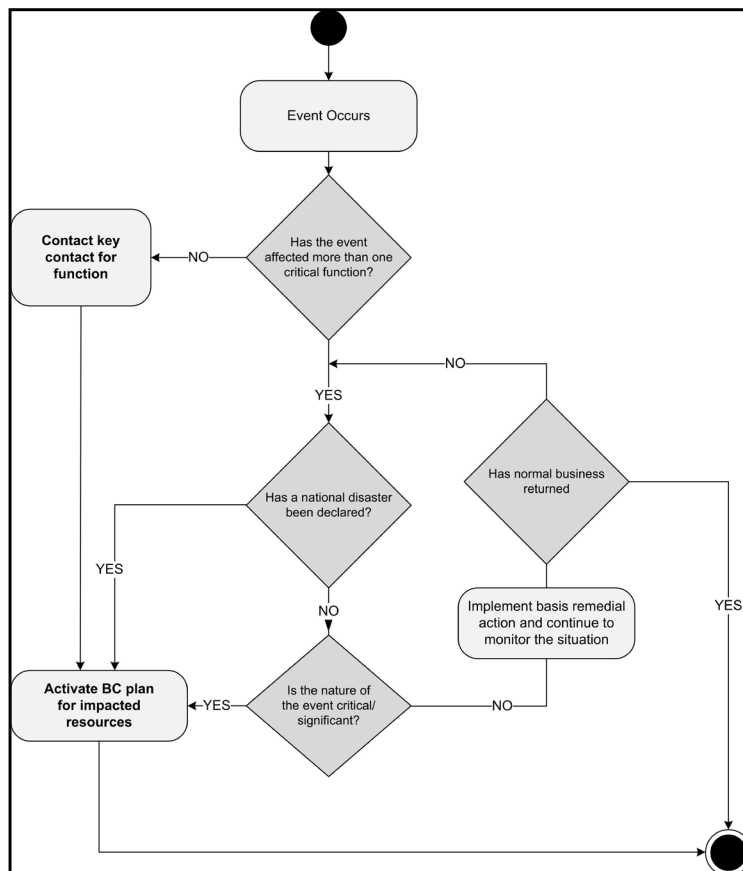 Event Occurs
Has the event
affected more than one
critical function?
NO
Contact key
contact for
function
YES
NO
Has a national disaster
been declared?
Has normal business
returned
YES
NO
YES
Implement basis remedial
action and continue to
monitor the situation
Is the nature of
the event critical/
significant?
YES
NO
Activate BC plan
for impacted
resources